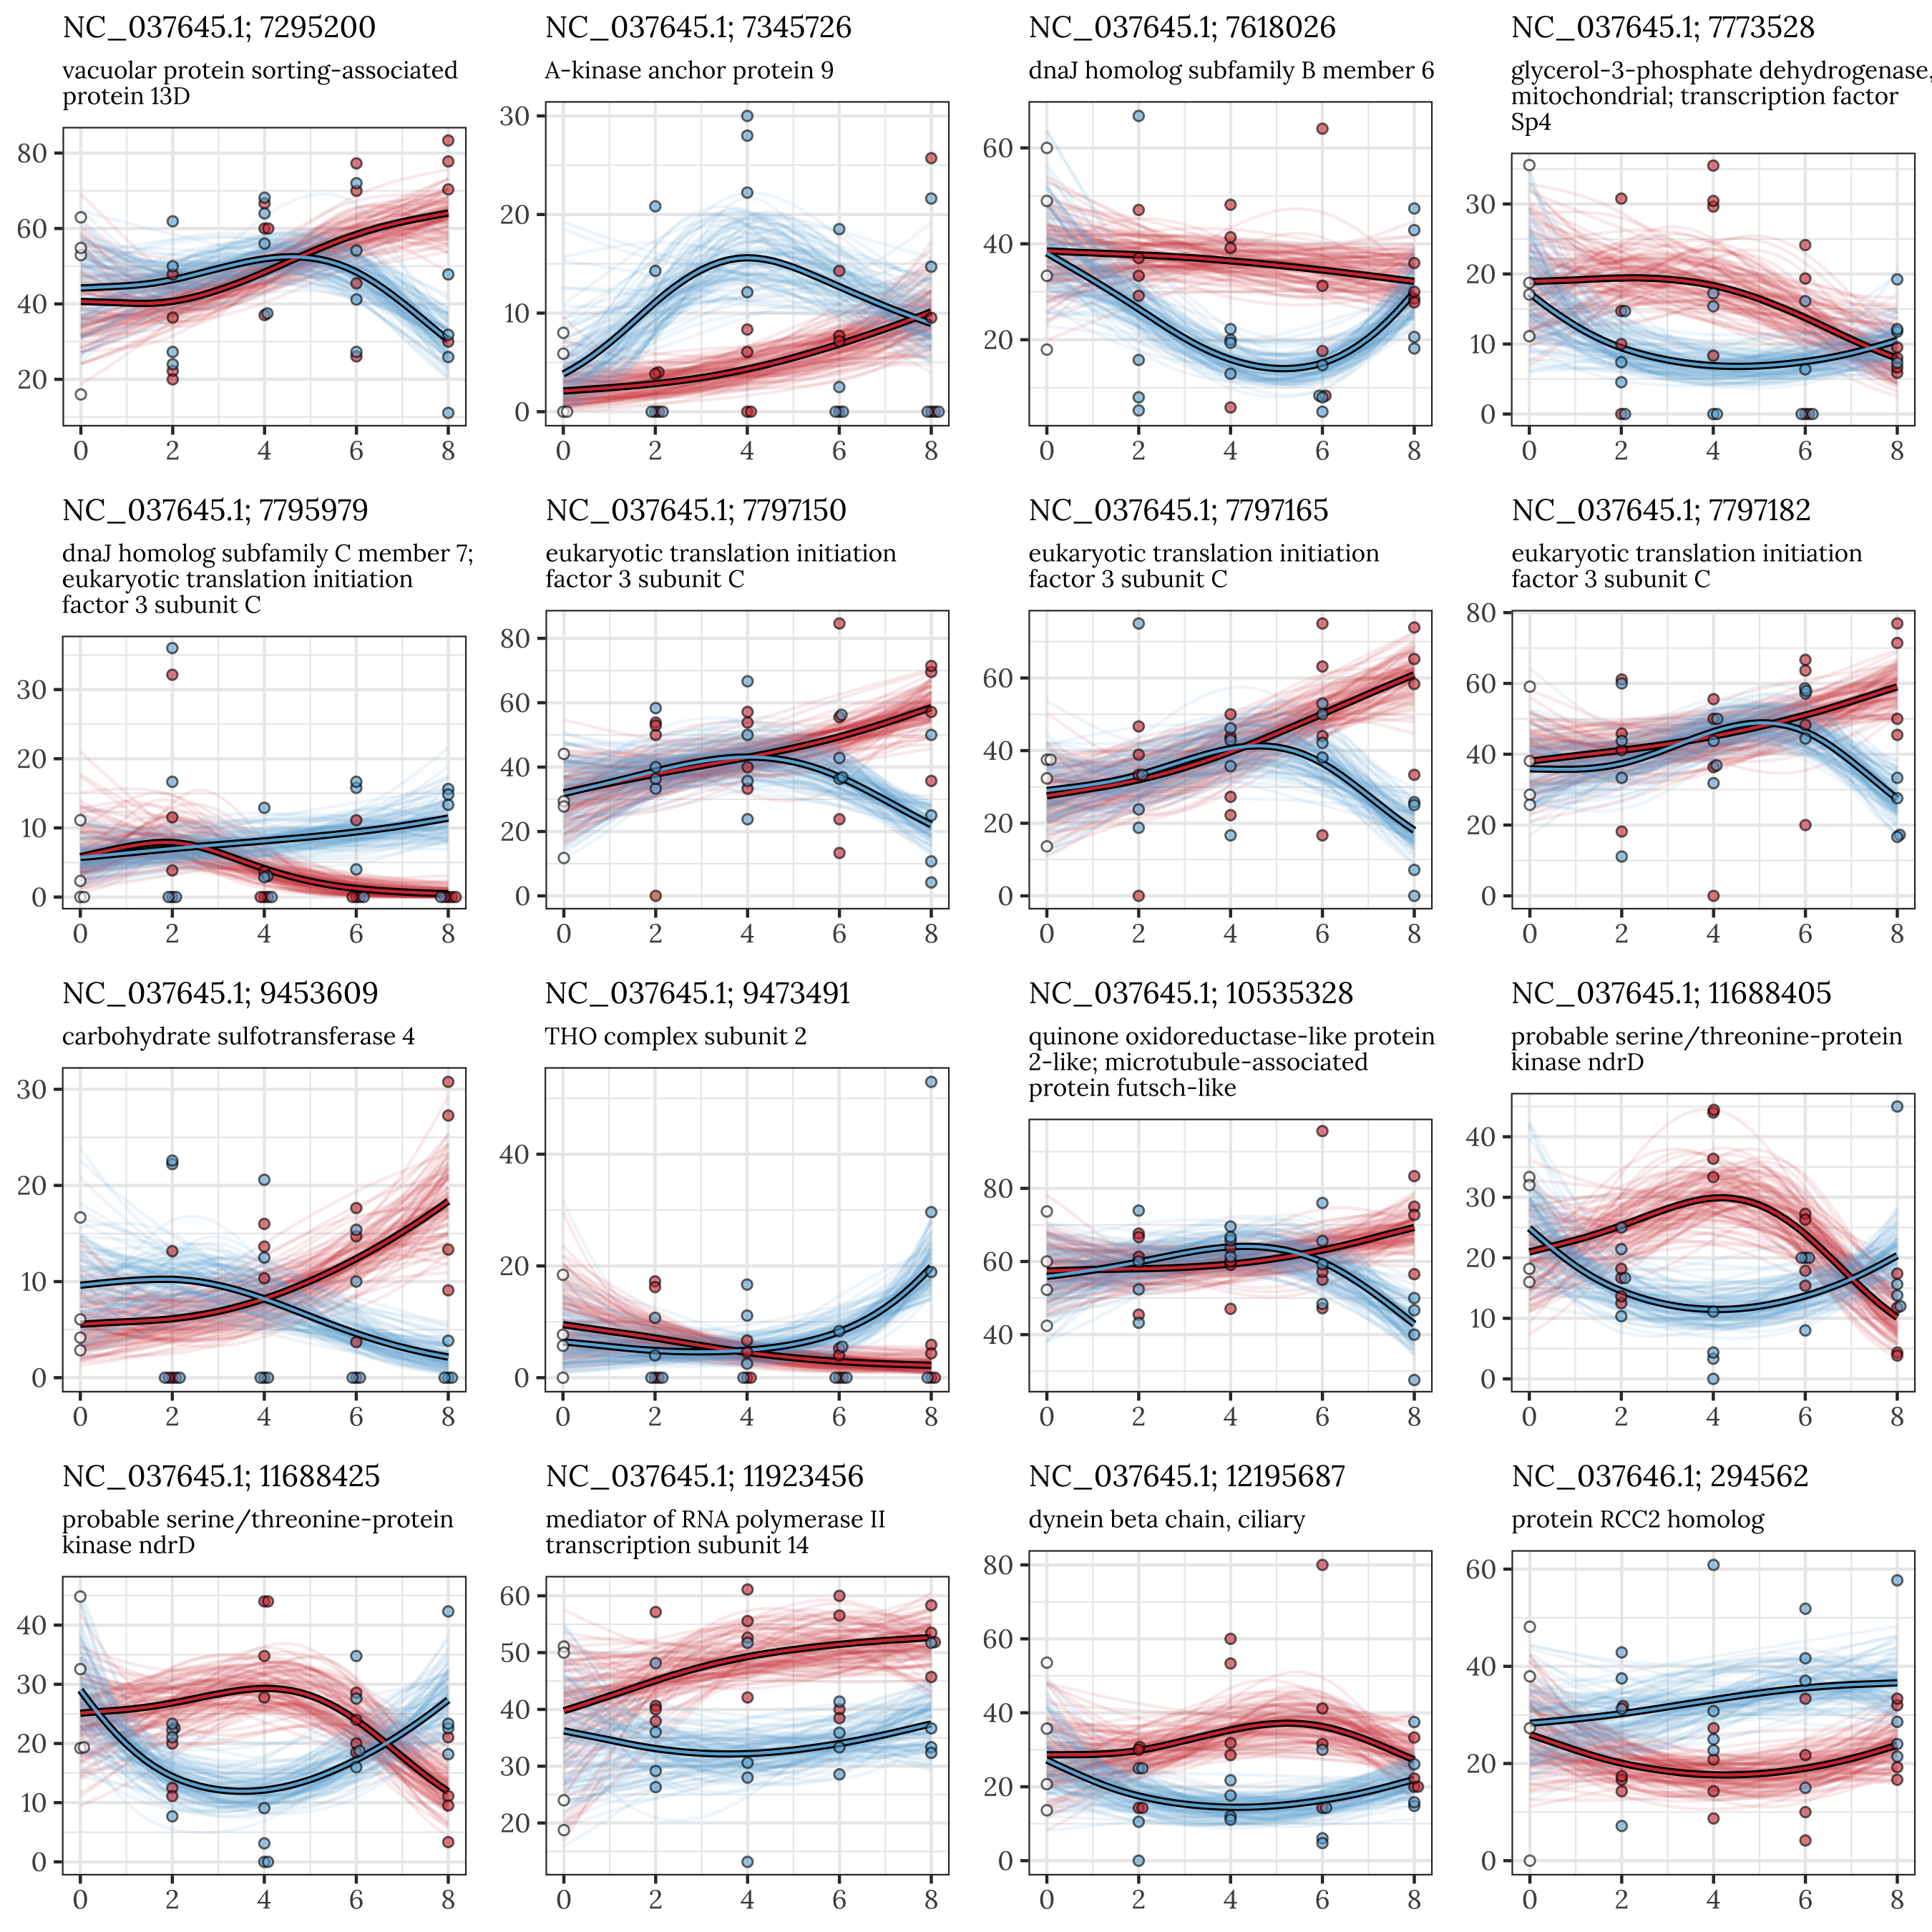 NC_037645.1; 7295200
vacuolar protein sorting-associated
protein 13D
80
60
40
20
0 2 4 6 8
NC_037645.1; 7345726
A-kinase anchor protein 9
30
20
10
0
0 2 4 6 8
NC_037645.1; 7618026
dnaJ homolog subfamily B member 6
60
40
20
0 2 4 6 8
NC_037645.1; 7773528
glycerol-3-phosphate dehydrogenase,
mitochondrial; transcription factor
Sp4
30
20
10
0
0 2 4 6 8
NC_037645.1; 7795979
dnaJ homolog subfamily C member 7;
eukaryotic translation initiation
factor 3 subunit C
30
20
10
0
0 2 4 6 8
NC_037645.1; 7797150
eukaryotic translation initiation
factor 3 subunit C
80
60
40
20
0
0 2 4 6 8
NC_037645.1; 7797165
eukaryotic translation initiation
factor 3 subunit C
60
40
20
0
0 2 4 6 8
NC_037645.1; 7797182
eukaryotic translation initiation
factor 3 subunit C
80
60
40
20
0
0 2 4 6 8
NC_037645.1; 9453609
carbohydrate sulfotransferase 4
30
20
10
0
0 2 4 6 8
NC_037645.1; 9473491
THO complex subunit 2
40
20
0
0 2 4 6 8
NC_037645.1; 10535328
quinone oxidoreductase-like protein
2-like; microtubule-associated
protein futsch-like
80
60
40
0 2 4 6 8
NC_037645.1; 11688405
probable serine/threonine-protein
kinase ndrD
40
30
20
10
0
0 2 4 6 8
NC_037645.1; 11688425
probable serine/threonine-protein
kinase ndrD
40
30
20
10
0
0 2 4 6 8
NC_037645.1; 11923456
mediator of RNA polymerase II
transcription subunit 14
60
50
40
30
20
0 2 4 6 8
NC_037645.1; 12195687
dynein beta chain, ciliary
80
60
40
20
0
0 2 4 6 8
NC_037646.1; 294562
protein RCC2 homolog
60
40
20
0
0 2 4 6 8